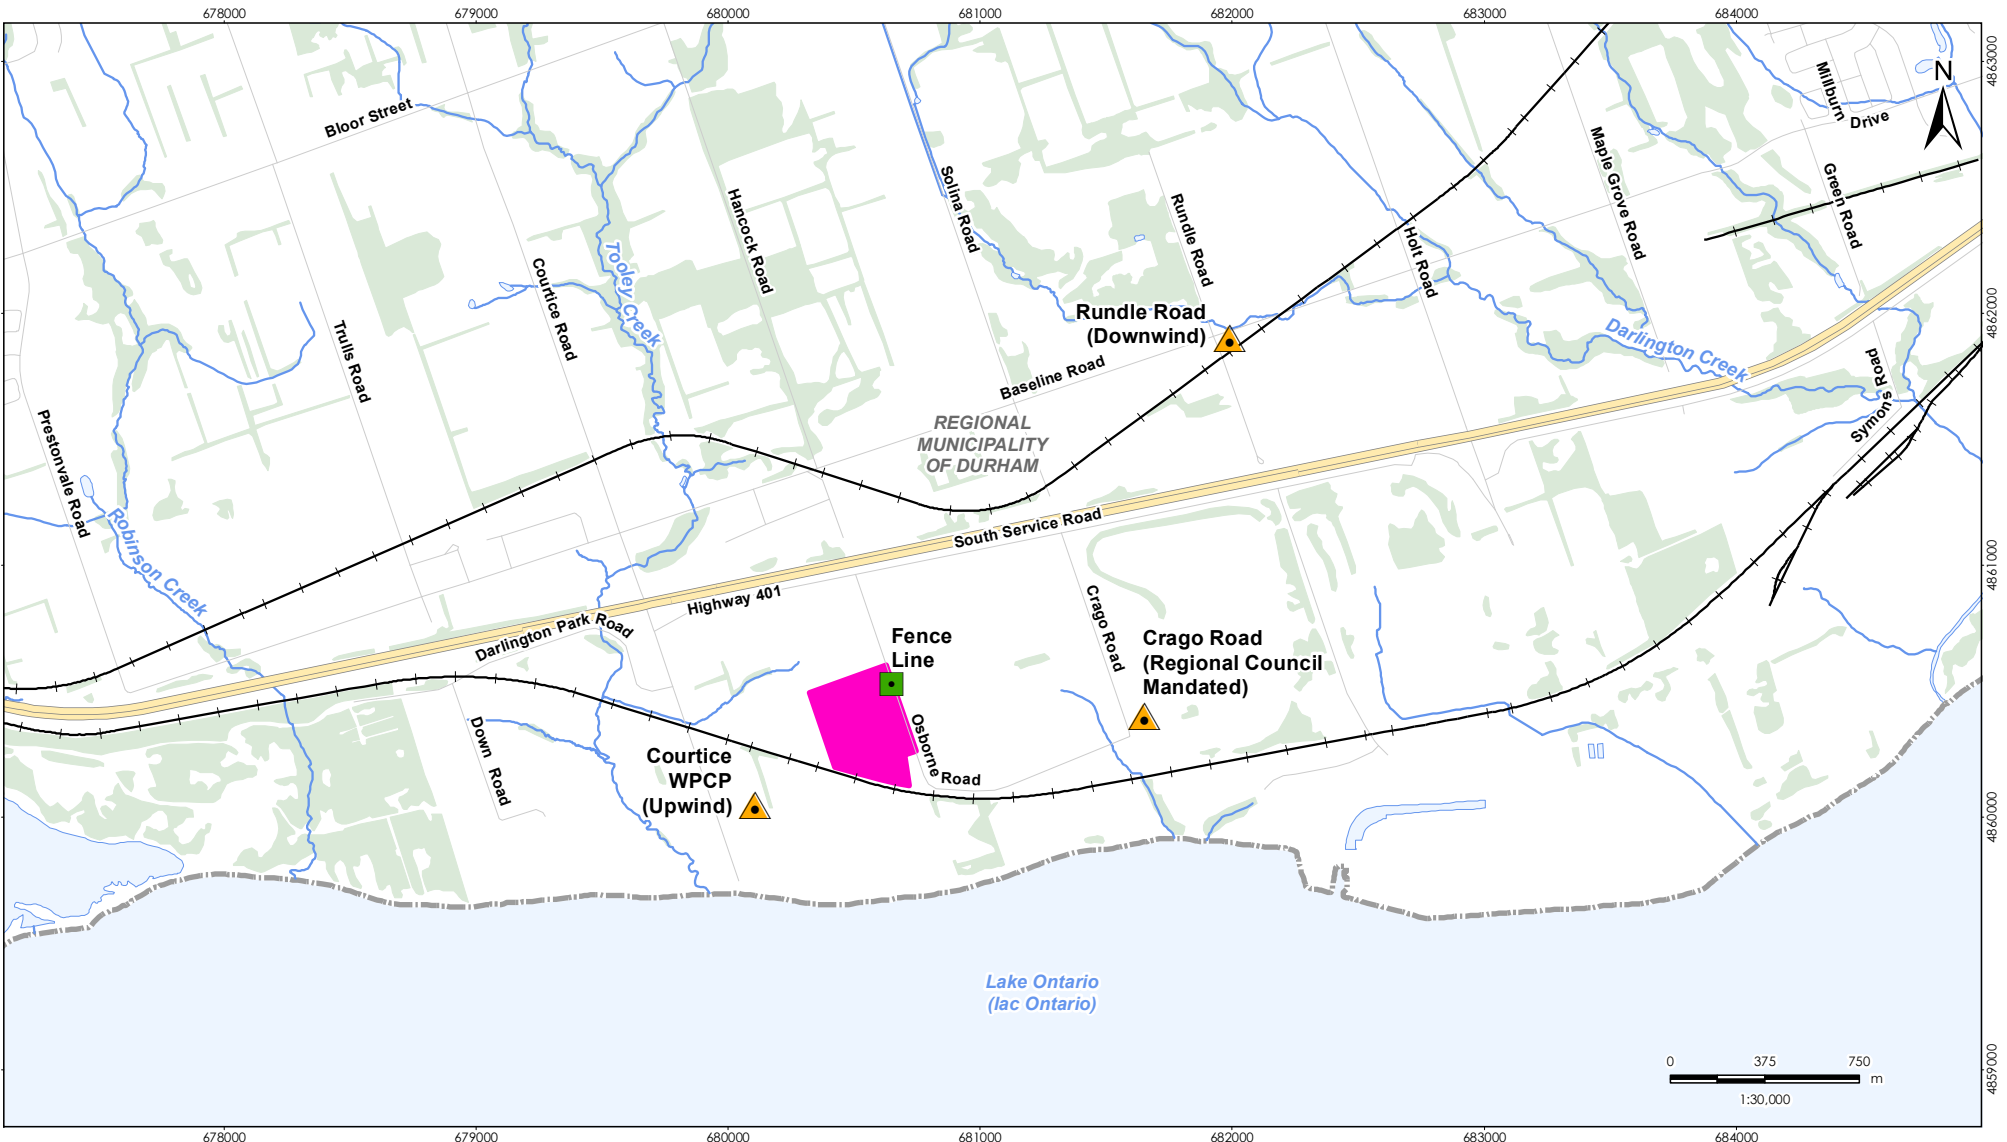 678000
679000
680000
681000
682000
683000
684000
4863000
4862000
4861000
4860000
4859000
N
Milburn
Drive
Bloor Street
Maple Grove Road
Green Road
Solina Road
Hancock Road
Rundle Road
Holt Road
Tooley Creek
Courtice Road
Trulls Road
Prestonvale Road
Rundle Road
(Downwind)
Darlington Creek
Baseline Road
Symon's Road
REGIONAL
MUNICIPALITY
OF DURHAM
Robinson Creek
South Service Road
Highway 401
Darlington Park Road
Crago Road
Fence
Line
Crago Road
(Regional Council
Mandated)
Osborne Road
Down Road
Courtice
WPCP
(Upwind)
Lake Ontario
(lac Ontario)
0 375 750
m
1:30,000
678000
679000
680000
681000
682000
683000
684000